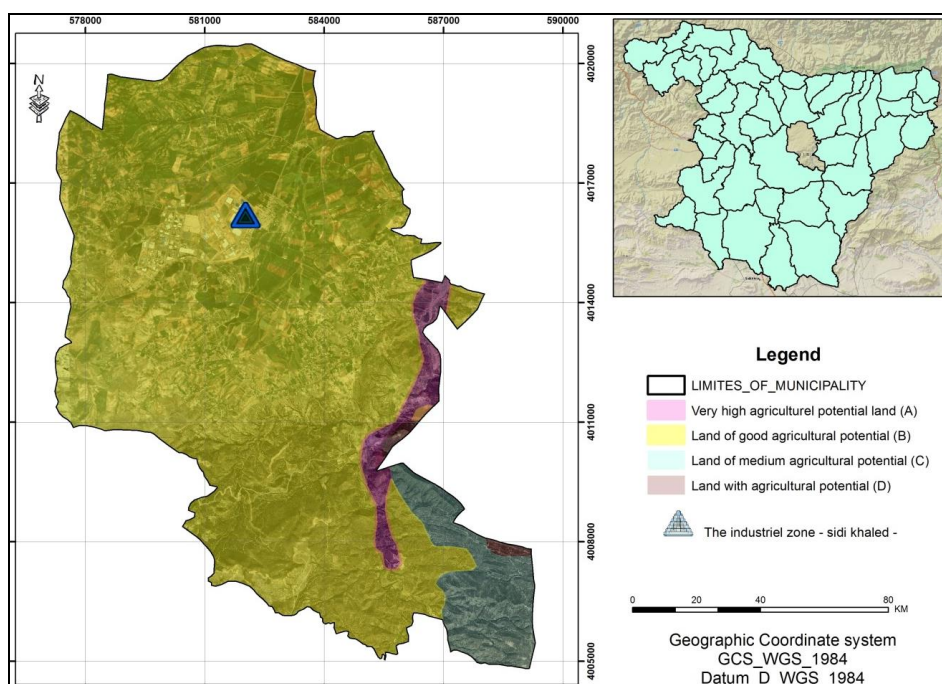 578000 581000 584000 587000 590000
N
4020000
4017000
4014000
4011000
4008000
4005000
Legend
LIMITES_OF_MUNICIPALITY
Very high agriculturel potential land (A)
Land of good agricultural potential (B)
Land of medium agricultural potential (C)
Land with agricultural potential (D)
The industriel zone - sidi khaled -
0 20 40 80
KM
Geographic Coordinate system
GCS_WGS_1984
Datum_D_WGS_1984